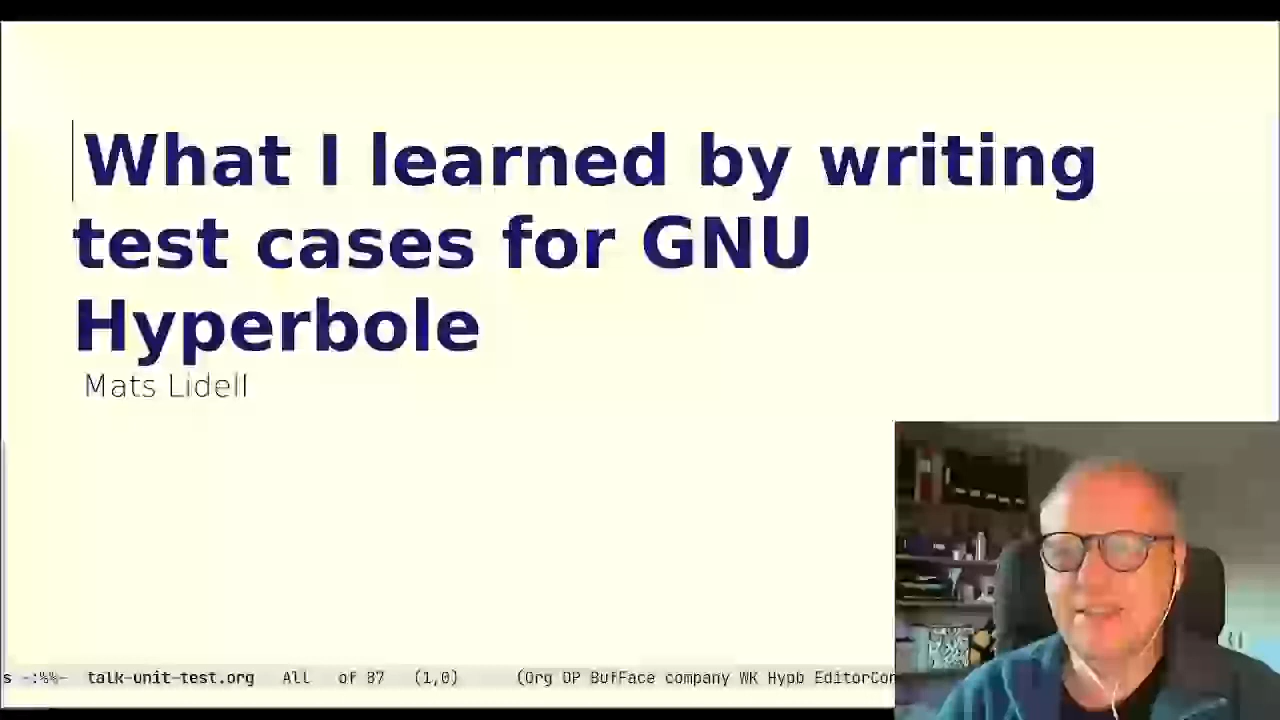 What I learned by writing
test cases for GNU
Hyperbole
Mats Lidell
s -:%%- talk-unit-test.org All of 87 (1,0) (Org OP BufFace company WK Hypb EditorCon